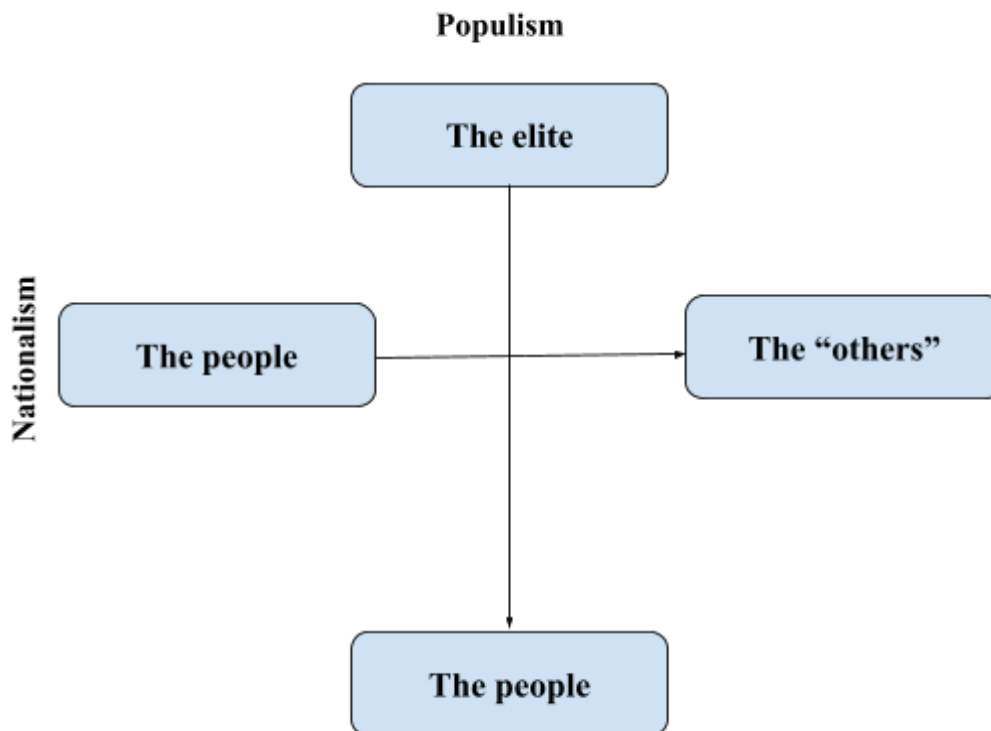 Populism
The elite
Nationalism
The people
The “others”
The people